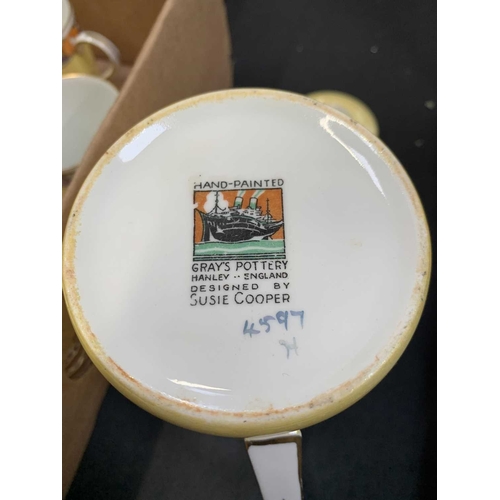 HAND-PAINTED
GRAY'S POTTERY
HANLEY -- ENGLAND
DESIGNED BY
SUSIE COOPER
4597
H